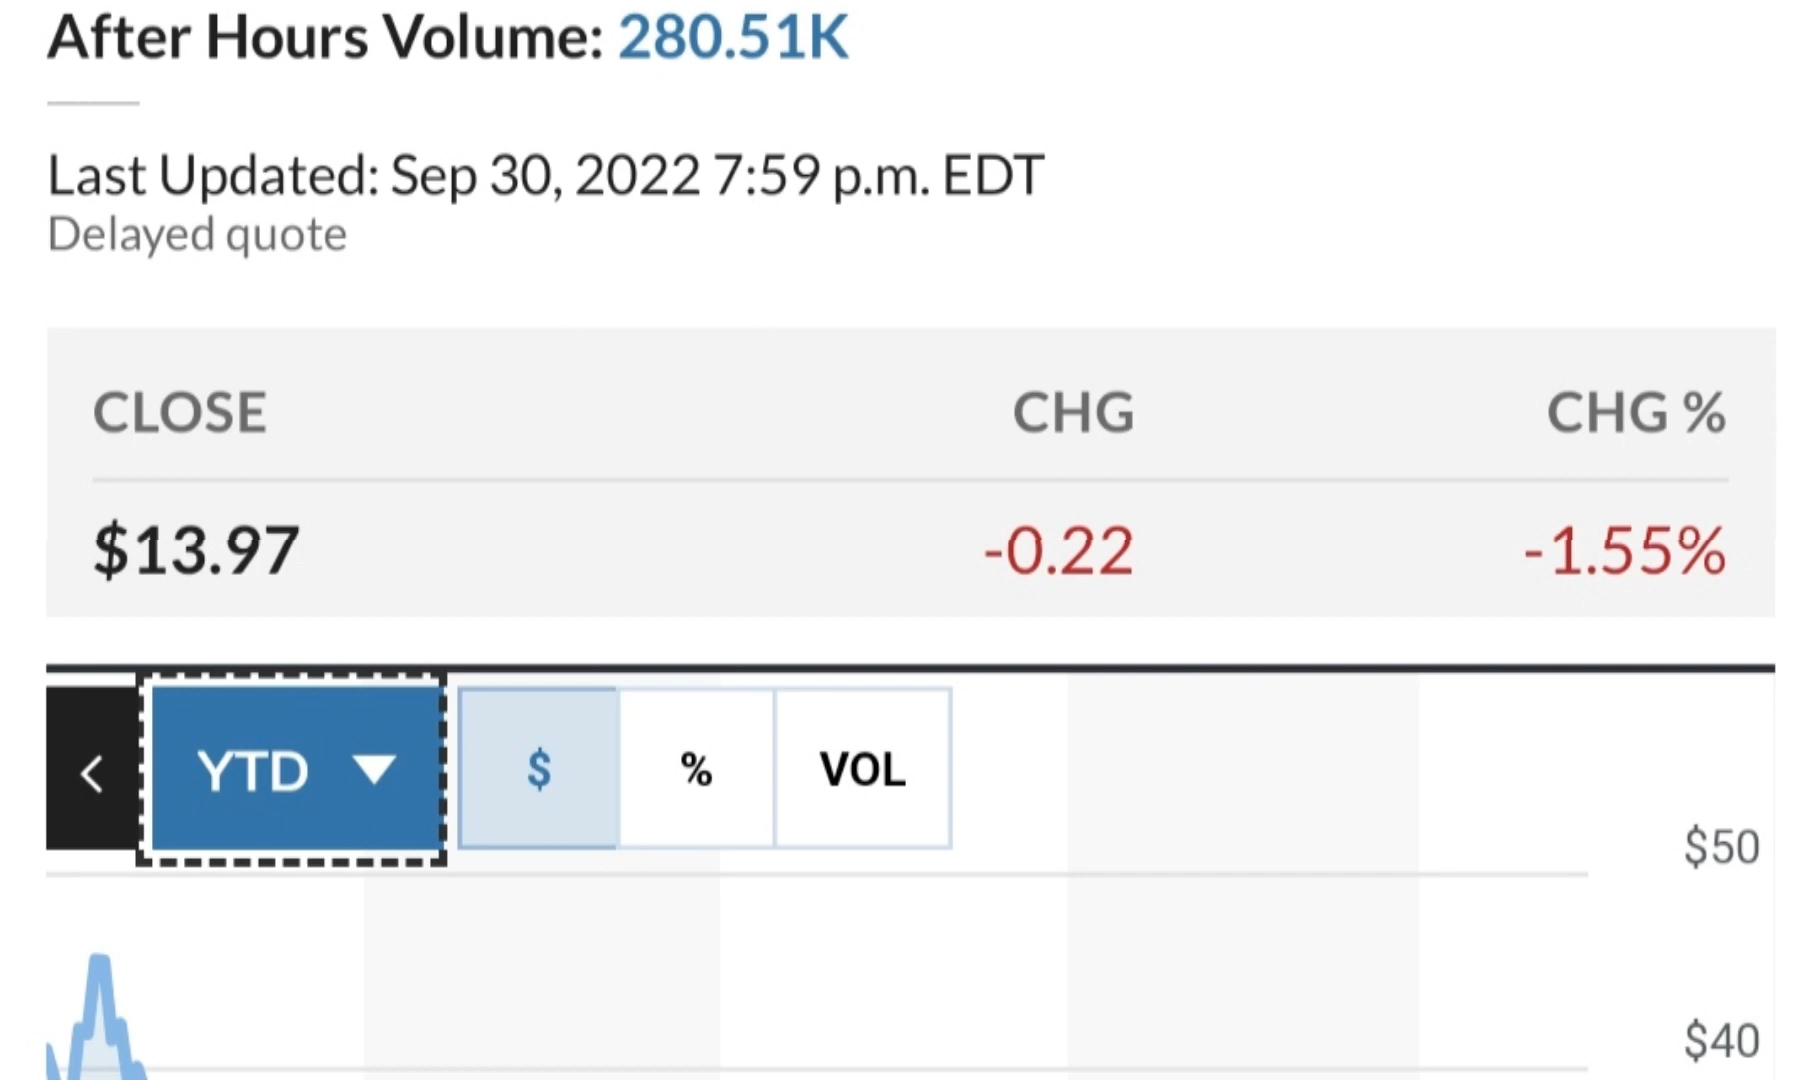 After Hours Volume: 280.51K
Last Updated: Sep 30, 2022 7:59 p.m. EDT
Delayed quote
CLOSE CHG CHG %
$13.97 -0.22 -1.55%
YTD $ % VOL
$50
$40